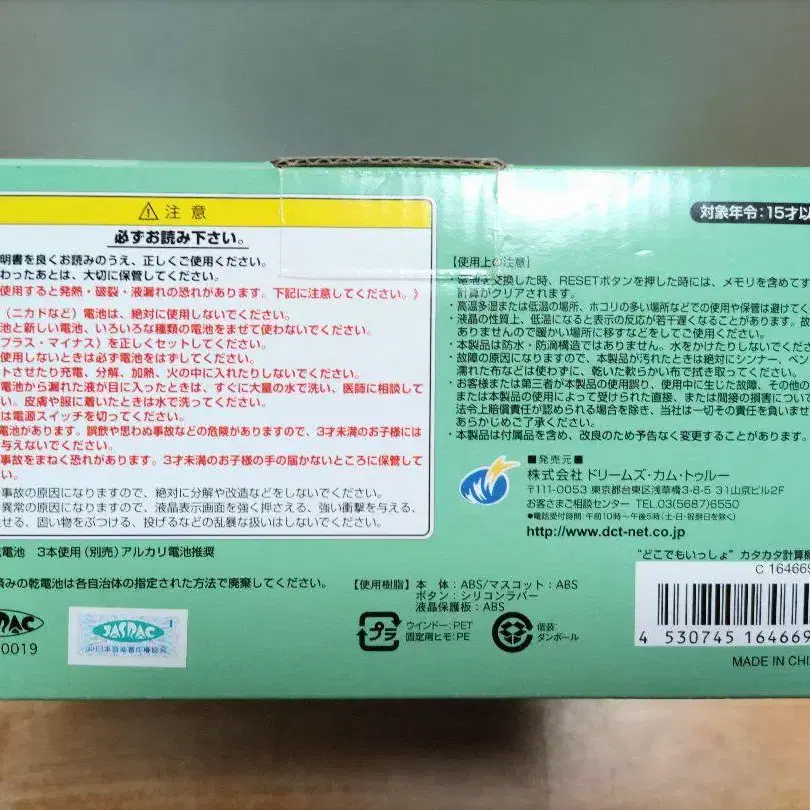 ⚠ 注意
必ずお読み下さい。
明書を良くお読みのうえ、正しくご使用ください。
わったあとは、大切に保管してください。
使用すると発熱・破裂・液漏れの恐れがあります。下記に注意してください。》
(ニカドなど)電池は、絶対に使用しないでください。
池と新しい電池、いろいろな種類の電池をまぜて使わないでください。
プラス・マイナス)を正しくセットしてください。
使用しないときは必ず電池をはずしてください。
トさせたり充電、分解、加熱、火の中に入れたりしないでください。
電池から漏れた液が目に入ったときは、すぐに大量の水で洗い、医師に相談して
い。皮膚や服に着いたときは水で洗ってください。
は電源スイッチを切ってください。
電池があります。誤飲や思わぬ事故などの危険がありますので、3才未満のお子様には
与えないでください。
事故をまねく恐れがあります。3才未満のお子様の手の届かないところに保管して
い。
事故の原因になりますので、絶対に分解や改造などをしないでください。
異常の原因になりますので、液晶表示画面を強く押さえる、強い衝撃を与える、
せる、固い物をぶつける、投げるなどの乱暴な扱いはしないでください。
電池 3本使用(別売)アルカリ電池推奨
済みの乾電池は各自治体の指定された方法で廃棄してください。
JASRAC
0019
JASRAC
1
対象年令:15才以
【使用上の注意】
電池を交換した時、RESETボタンを押した時には、メモリを含めてす
計算がクリアされます。
・高温多湿または低温の場所、ホコリの多い場所などでの使用や保管は避けてく
液晶の性質上、低温になると表示の反応が若干遅くなることがあります。故
ありませんので暖かい場所に移すなどをしてご使用ください。
・本製品は防水・防滴構造ではありません。水をかけたりしないでくださ
・故障の原因になりますので、本製品が汚れたときは絶対にシンナー、ベン
濡れた布などは使わずに、乾いた軟らかい布で拭き取ってください。
・お客様または第三者が本製品の使用誤り、使用中に生じた故障、その他の
または本製品の使用によって受けられた直接、または間接の損害について
法令上賠償責任が認められる場合を除き、当社は一切その責任を負いませ
あらかじめご了承ください。
・本製品は付属品を含め、改良のため予告なく変更することがあります。
■発売元■
株式会社 ドリームズ・カム・トゥルー
〒111-0053 東京都台東区浅草橋3-8-5 31山京ビル2F
お客さまご相談センター TEL.03(5687)6550
●電話受付時間:午前10時〜午後5時(土・日・祝祭日を除く)
http://www.dct-net.co.jp
"どこでもいっしょ"カタカタ計算機
C 164669
【使用樹脂】本 体:ABS/マスコット:ABS
ボタン:シリコンラバー
液晶保護板:ABS
プラ
ウインドー:PET
固定用ヒモ:PE
個装:
ダンボール
4 530745 164669
MADE IN CHI